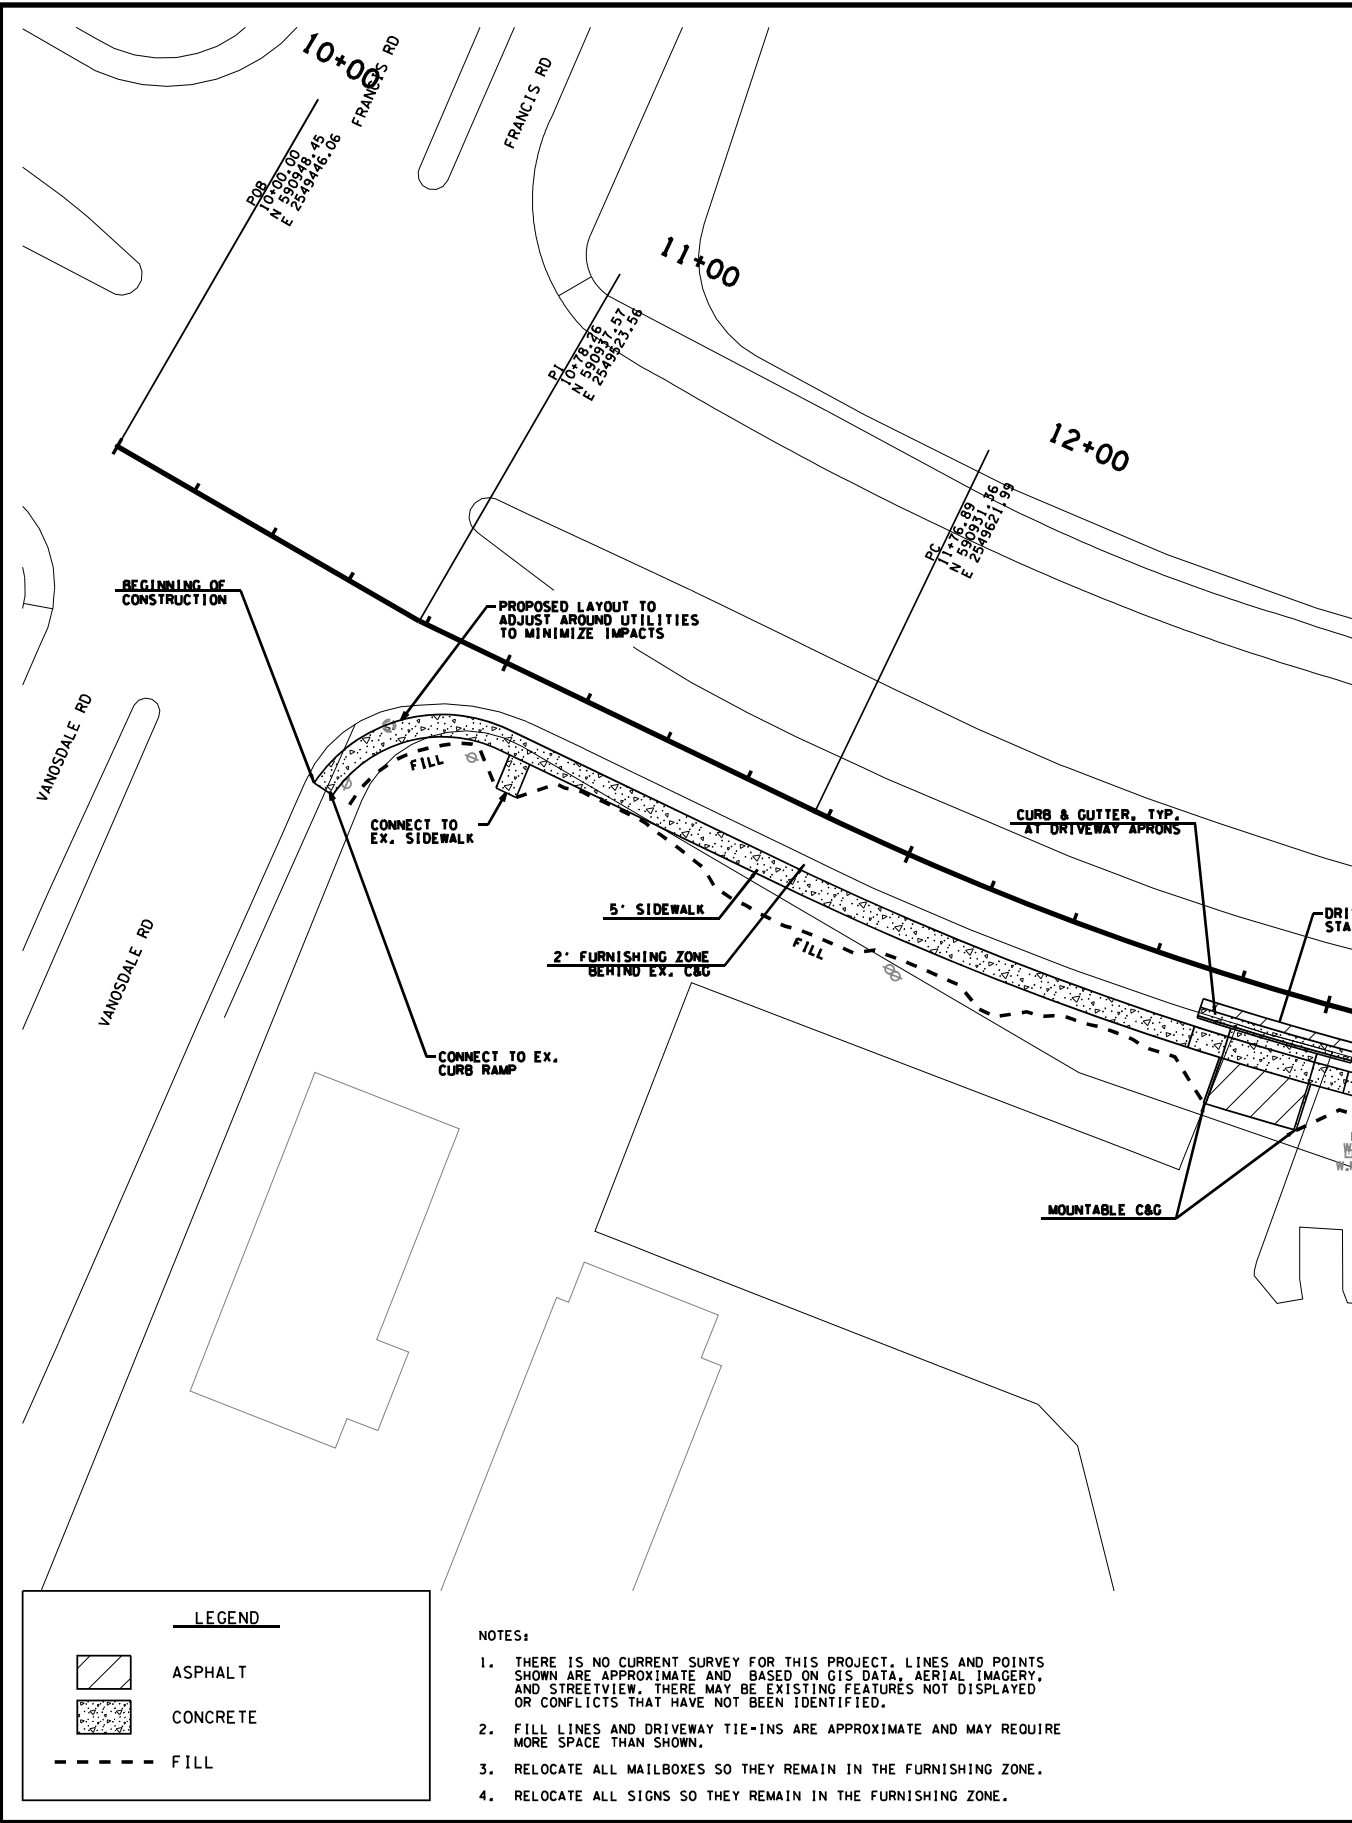 10+00
FRANCIS RD
FRANCIS RD
POB
10+00.00
N 590948.45
E 2549446.06
11+00
PI
10+78.26
N 590937.57
E 2549523.56
12+00
PC
11+76.89
N 590931.36
E 2549621.99
BEGINNING OF
CONSTRUCTION
PROPOSED LAYOUT TO
ADJUST AROUND UTILITIES
TO MINIMIZE IMPACTS
VANOSDALE RD
FILL
CONNECT TO
EX. SIDEWALK
CURB & GUTTER, TYP.
AT DRIVEWAY APRONS
5' SIDEWALK
DRI
STA
VANOSDALE RD
FILL
2' FURNISHING ZONE
BEHIND EX. C&G
CONNECT TO EX.
CURB RAMP
MOUNTABLE C&G
LEGEND
ASPHALT
CONCRETE
FILL
NOTES:
1. THERE IS NO CURRENT SURVEY FOR THIS PROJECT. LINES AND POINTS
SHOWN ARE APPROXIMATE AND BASED ON GIS DATA, AERIAL IMAGERY,
AND STREETVIEW. THERE MAY BE EXISTING FEATURES NOT DISPLAYED
OR CONFLICTS THAT HAVE NOT BEEN IDENTIFIED.
2. FILL LINES AND DRIVEWAY TIE-INS ARE APPROXIMATE AND MAY REQUIRE
MORE SPACE THAN SHOWN.
3. RELOCATE ALL MAILBOXES SO THEY REMAIN IN THE FURNISHING ZONE.
4. RELOCATE ALL SIGNS SO THEY REMAIN IN THE FURNISHING ZONE.